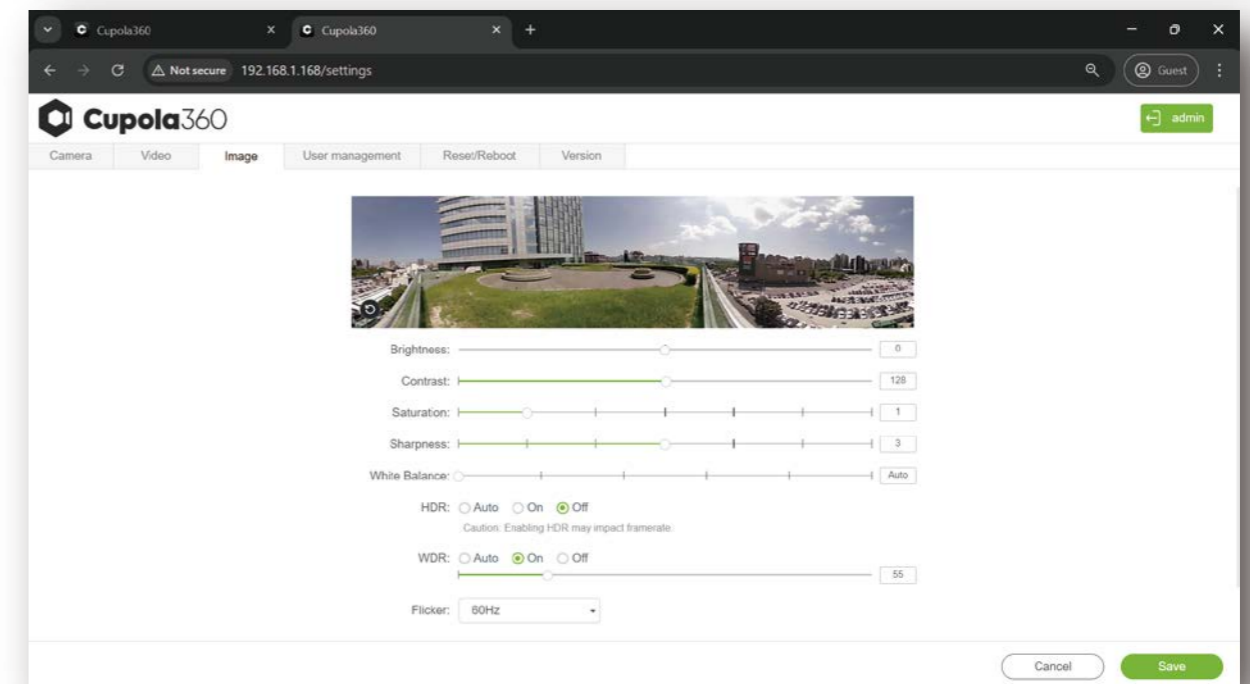 Cupola360 Cupola360
Not secure 192.168.1.168/settings Guest
Cupola360 admin
Camera Video Image User management Reset/Reboot Version
Brightness: 0
Contrast: 128
Saturation: 1
Sharpness: 3
White Balance: Auto
HDR: Auto On Off
Caution: Enabling HDR may impact framerate.
WDR: Auto On Off
55
Flicker: 60Hz
Cancel Save